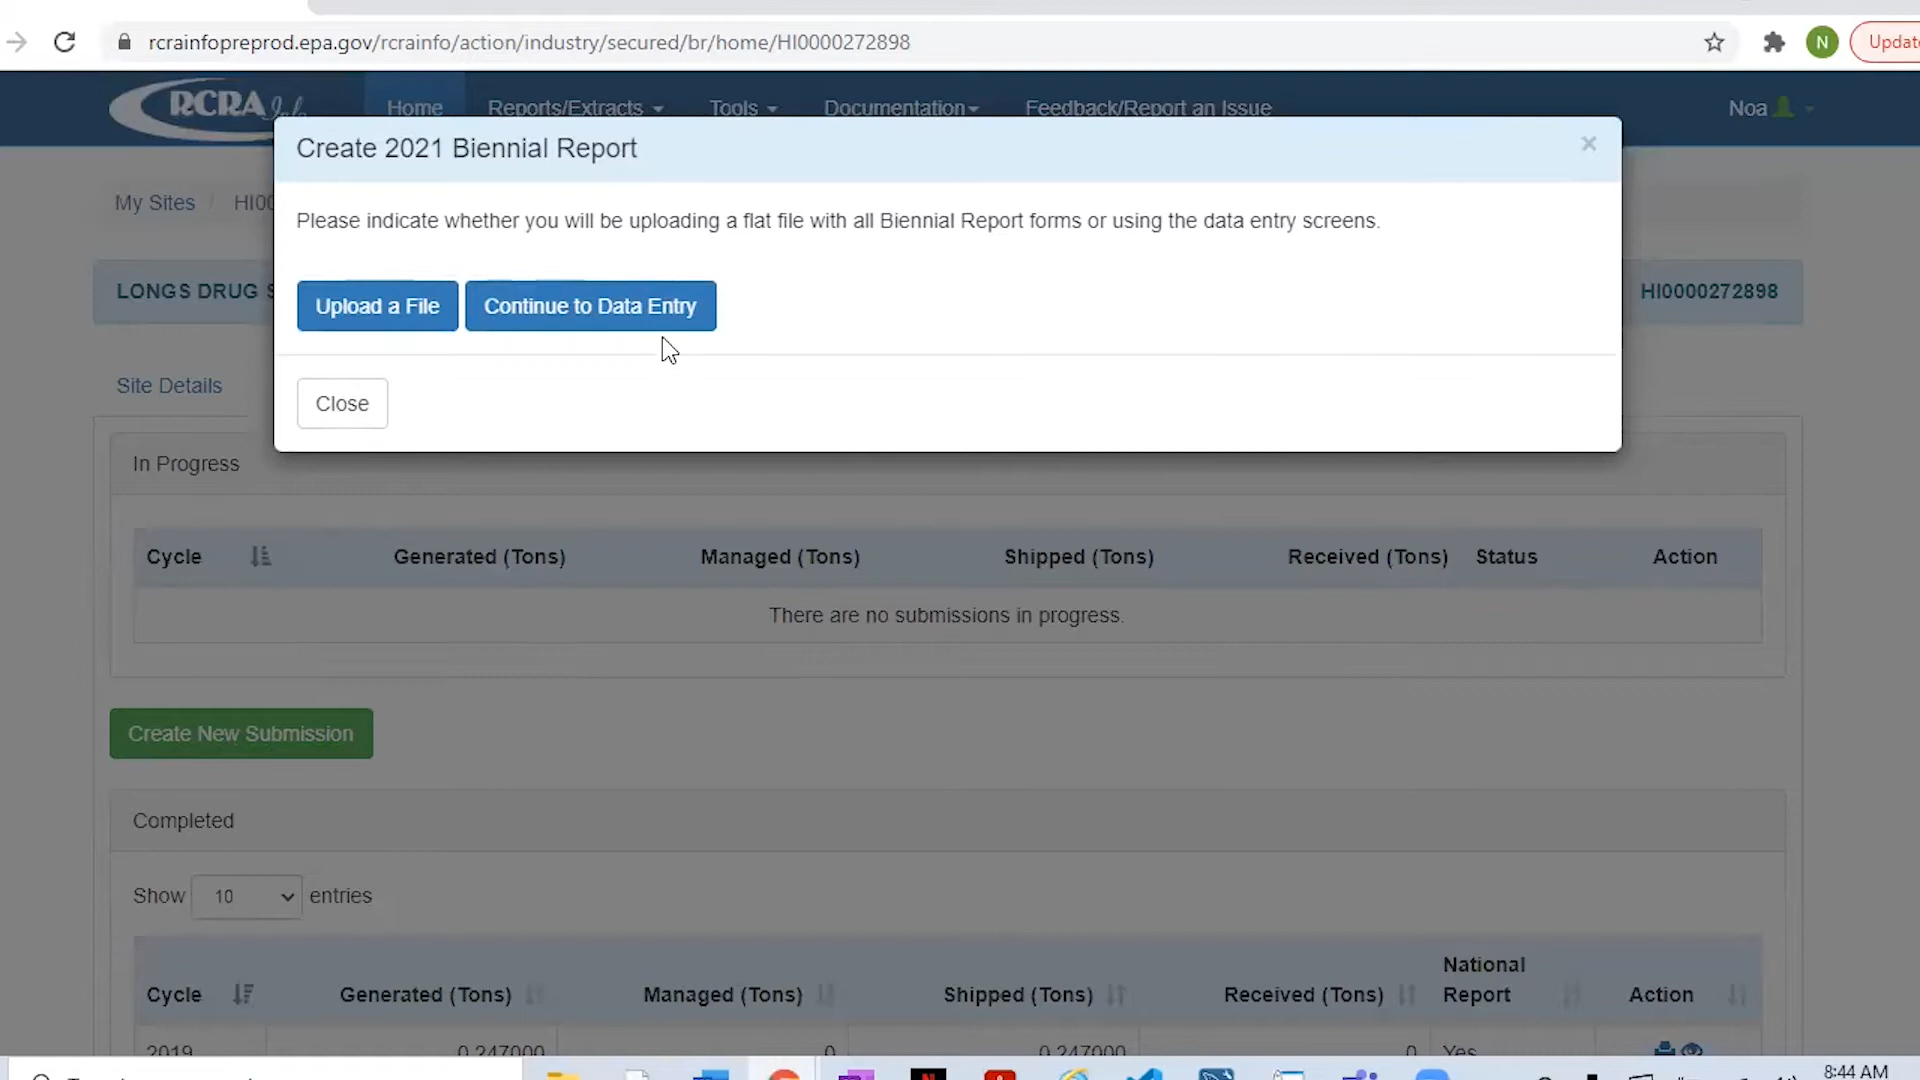 rcrainfopreprod.epa.gov/rcrainfo/action/industry/secured/br/home/HI0000272898
N
Update
RCRAInfo
Home
Reports/Extracts
Tools
Documentation
Feedback/Report an Issue
Noa
Create 2021 Biennial Report
×
My Sites / HI00
Please indicate whether you will be uploading a flat file with all Biennial Report forms or using the data entry screens.
LONGS DRUG S
HI0000272898
Upload a File
Continue to Data Entry
Site Details
Close
In Progress
Cycle Generated (Tons) Managed (Tons) Shipped (Tons) Received (Tons) Status Action
There are no submissions in progress.
Create New Submission
Completed
Show 10 entries
Cycle Generated (Tons) Managed (Tons) Shipped (Tons) Received (Tons) National Report Action
2019 0.247000 0 0.247000 0 Yes
8:44 AM